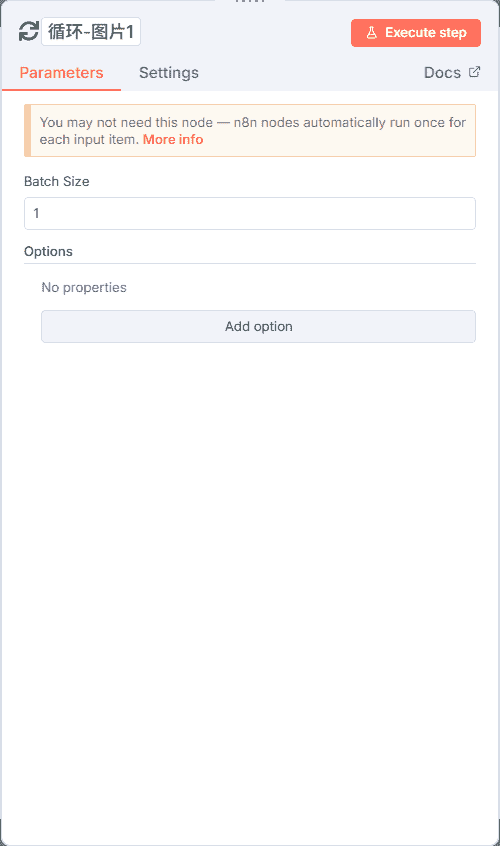 循环-图片1
Execute step
Parameters
Settings
Docs
You may not need this node — n8n nodes automatically run once for
each input item. More info
Batch Size
1
Options
No properties
Add option